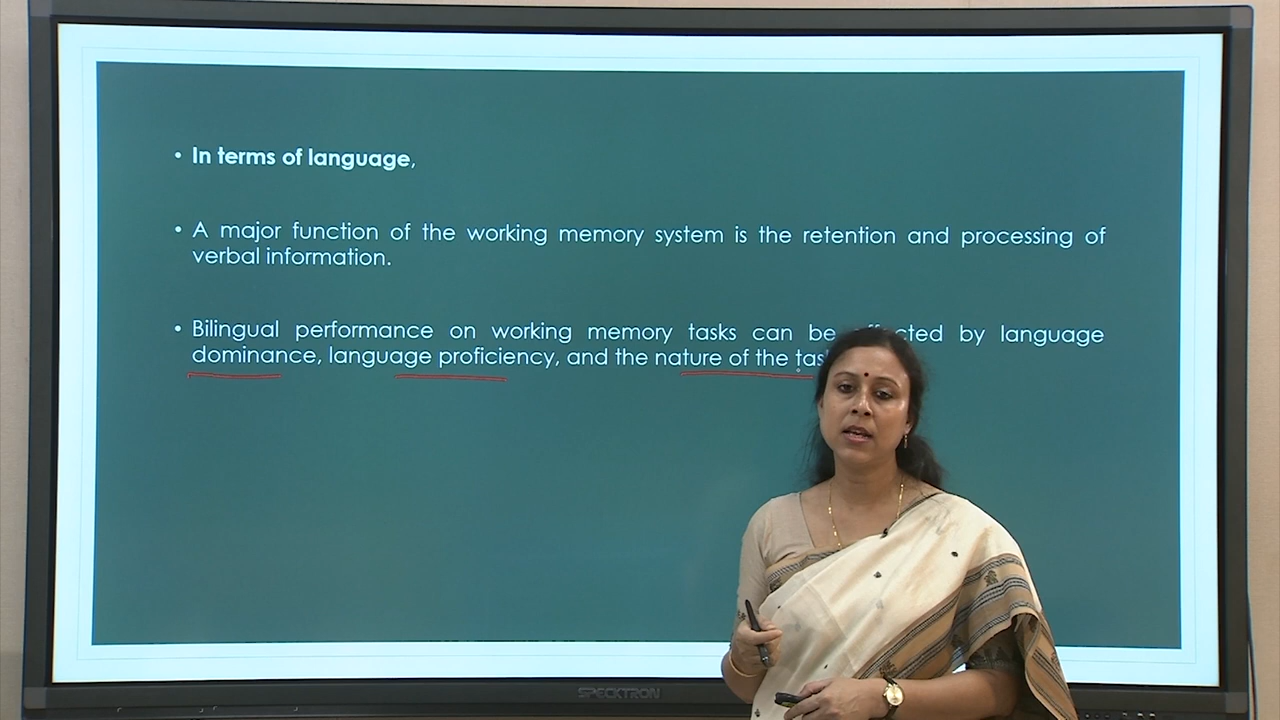 • In terms of language,
• A major function of the working memory system is the retention and processing of
verbal information.
• Bilingual performance on working memory tasks can be by language
dominance, language proficiency, and the nature of the
SPECKTRON